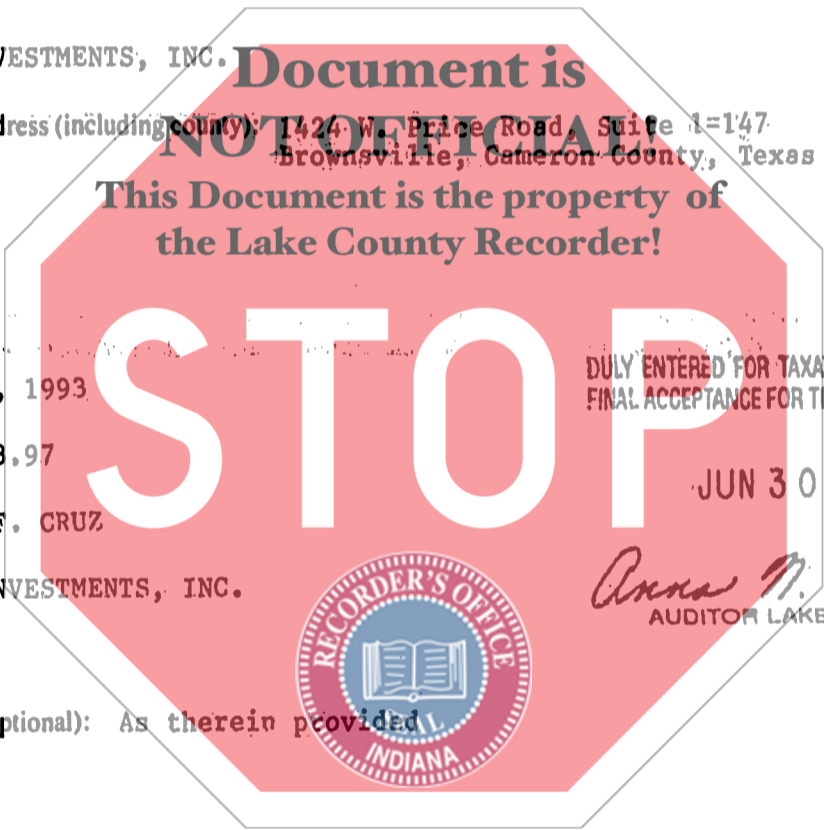 VESTMENTS, INC.
Document is
dress (including county): 1424 W. Price Road, Suite 1=147
NOT OFFICIAL!
Brownsville, Cameron County, Texas
This Document is the property of
the Lake County Recorder!
STOP
DULY ENTERED FOR TAXA
, 1993
FINAL ACCEPTANCE FOR T
3.97
JUN 30
F. CRUZ
Anna N.
NVESTMENTS, INC.
AUDITOR LAKE
RECORDER'S OFFICE
ptional): As therein provided
SEAL
INDIANA